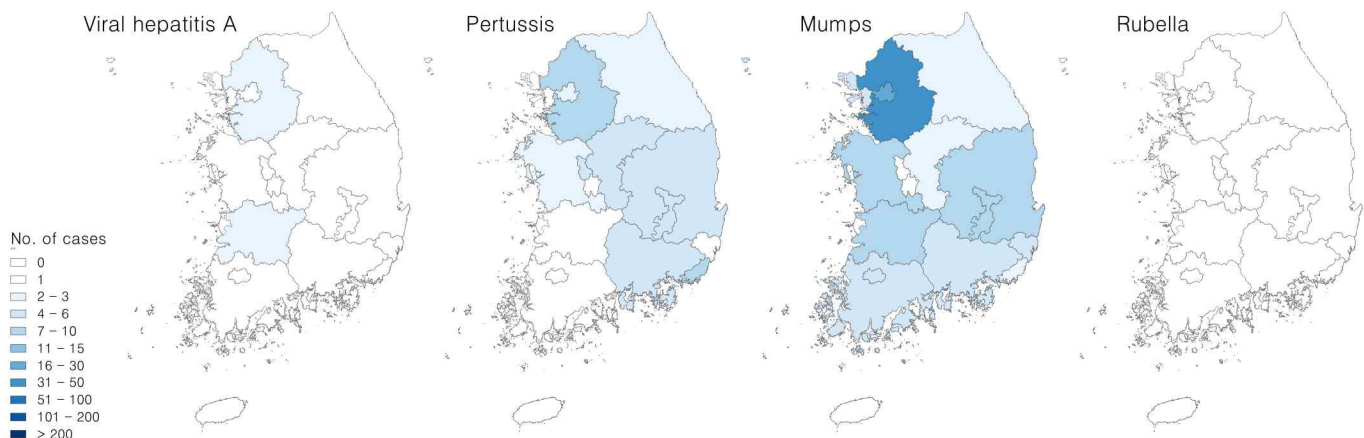 Viral hepatitis A
Pertussis
Mumps
Rubella
No. of cases
0
1
2 – 3
4 – 6
7 – 10
11 – 15
16 – 30
31 – 50
51 – 100
101 – 200
> 200